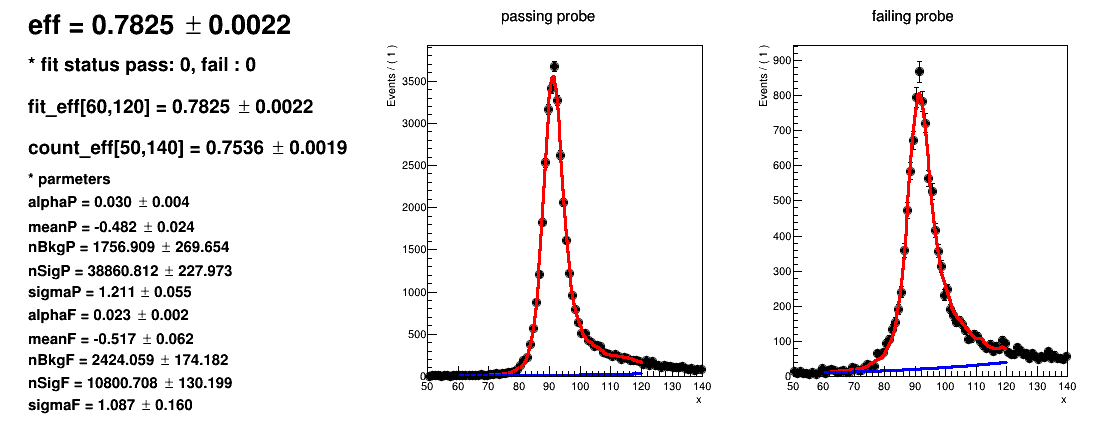 eff = 0.7825 ± 0.0022
* fit status pass: 0, fail : 0
fit_eff[60,120] = 0.7825 ± 0.0022
count_eff[50,140] = 0.7536 ± 0.0019
* parmeters
alphaP = 0.030 ± 0.004
meanP = -0.482 ± 0.024
nBkgP = 1756.909 ± 269.654
nSigP = 38860.812 ± 227.973
sigmaP = 1.211 ± 0.055
alphaF = 0.023 ± 0.002
meanF = -0.517 ± 0.062
nBkgF = 2424.059 ± 174.182
nSigF = 10800.708 ± 130.199
sigmaF = 1.087 ± 0.160
passing probe
Events / ( 1 )
3500
3000
2500
2000
1500
1000
500
0
50 60 70 80 90 100 110 120 130 140
x
failing probe
Events / ( 1 )
900
800
700
600
500
400
300
200
100
0
50 60 70 80 90 100 110 120 130 140
x